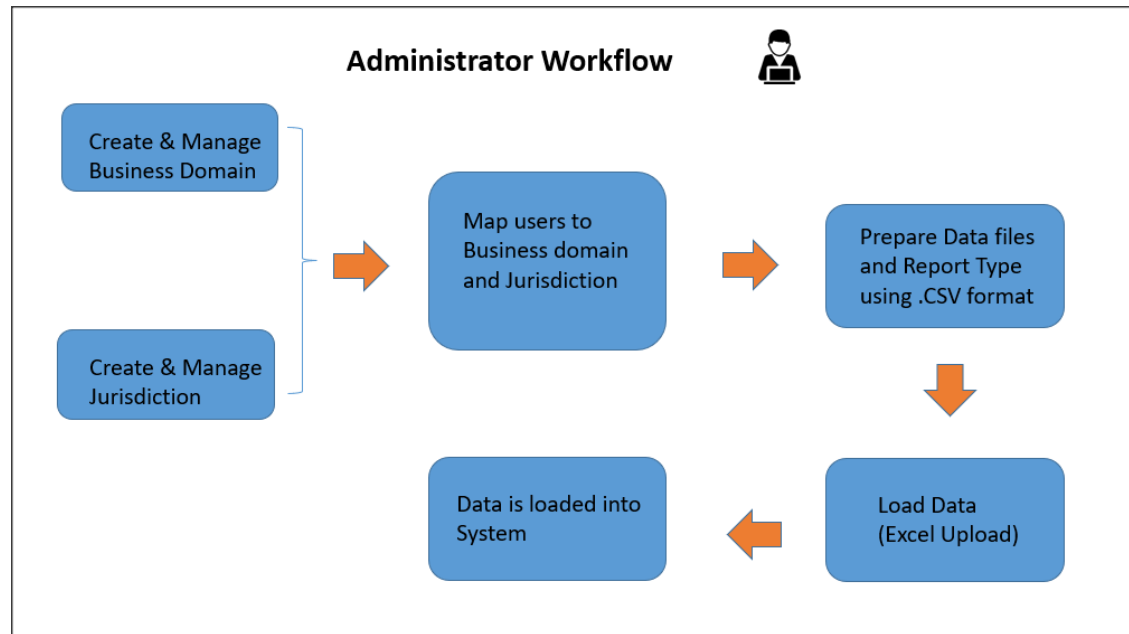 Administrator Workflow
Create & Manage
Business Domain
Create & Manage
Jurisdiction
Map users to
Business domain
and Jurisdiction
Prepare Data files
and Report Type
using .CSV format
Load Data
(Excel Upload)
Data is loaded into
System